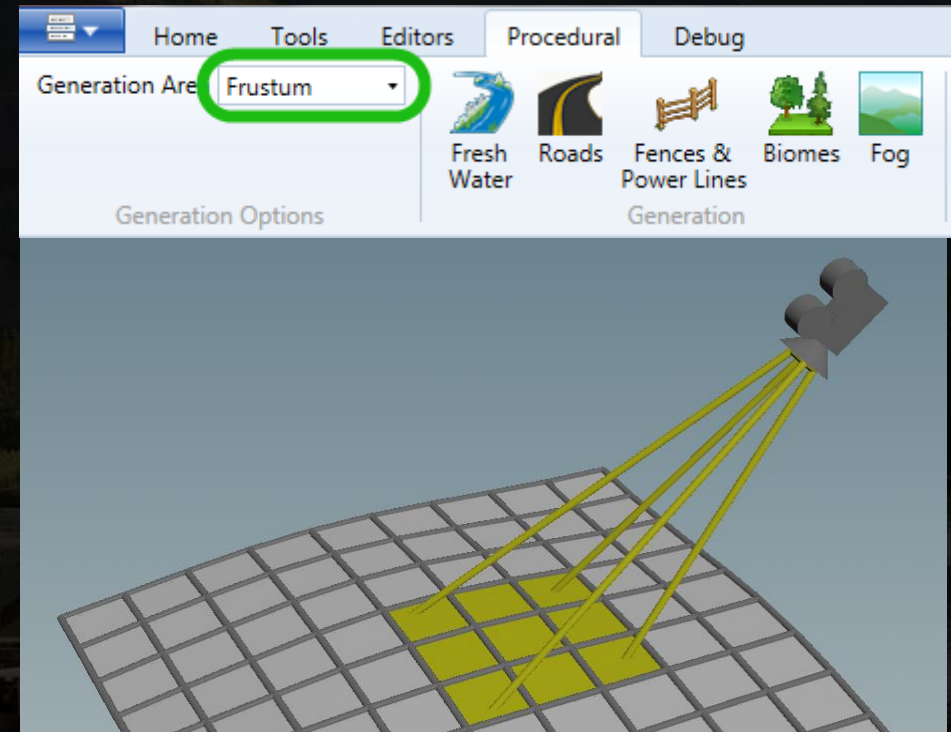 Home Tools Editors Procedural Debug
Generation Are Frustum
Fresh Water
Roads
Fences & Power Lines
Biomes
Fog
Generation Options
Generation